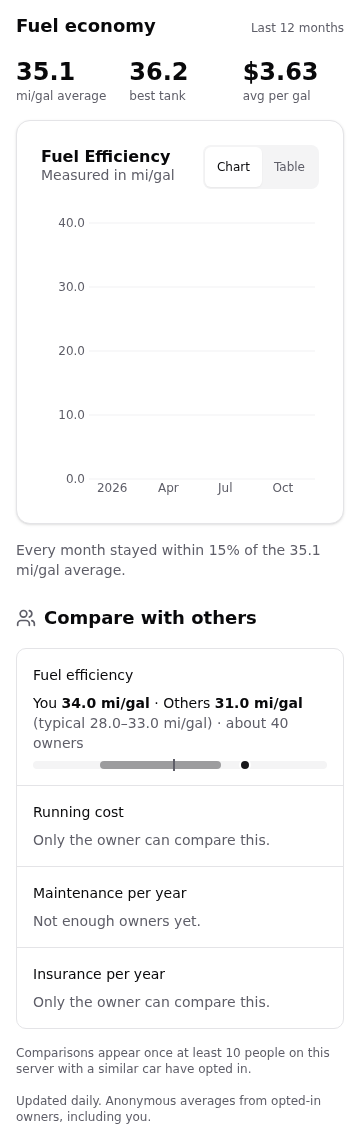 Fuel economy
Last 12 months
35.1
mi/gal average
36.2
best tank
$3.63
avg per gal
Fuel Efficiency
Measured in mi/gal
Chart
Table
40.0
30.0
20.0
10.0
0.0
2026
Apr
Jul
Oct
Every month stayed within 15% of the 35.1
mi/gal average.
Compare with others
Fuel efficiency
You 34.0 mi/gal · Others 31.0 mi/gal
(typical 28.0–33.0 mi/gal) · about 40
owners
Running cost
Only the owner can compare this.
Maintenance per year
Not enough owners yet.
Insurance per year
Only the owner can compare this.
Comparisons appear once at least 10 people on this
server with a similar car have opted in.
Updated daily. Anonymous averages from opted-in
owners, including you.